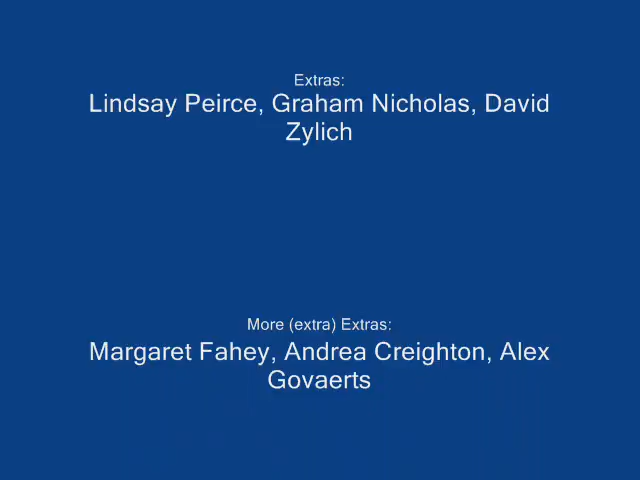 Extras:
Lindsay Peirce, Graham Nicholas, David
Zylich
More (extra) Extras:
Margaret Fahey, Andrea Creighton, Alex
Govaerts